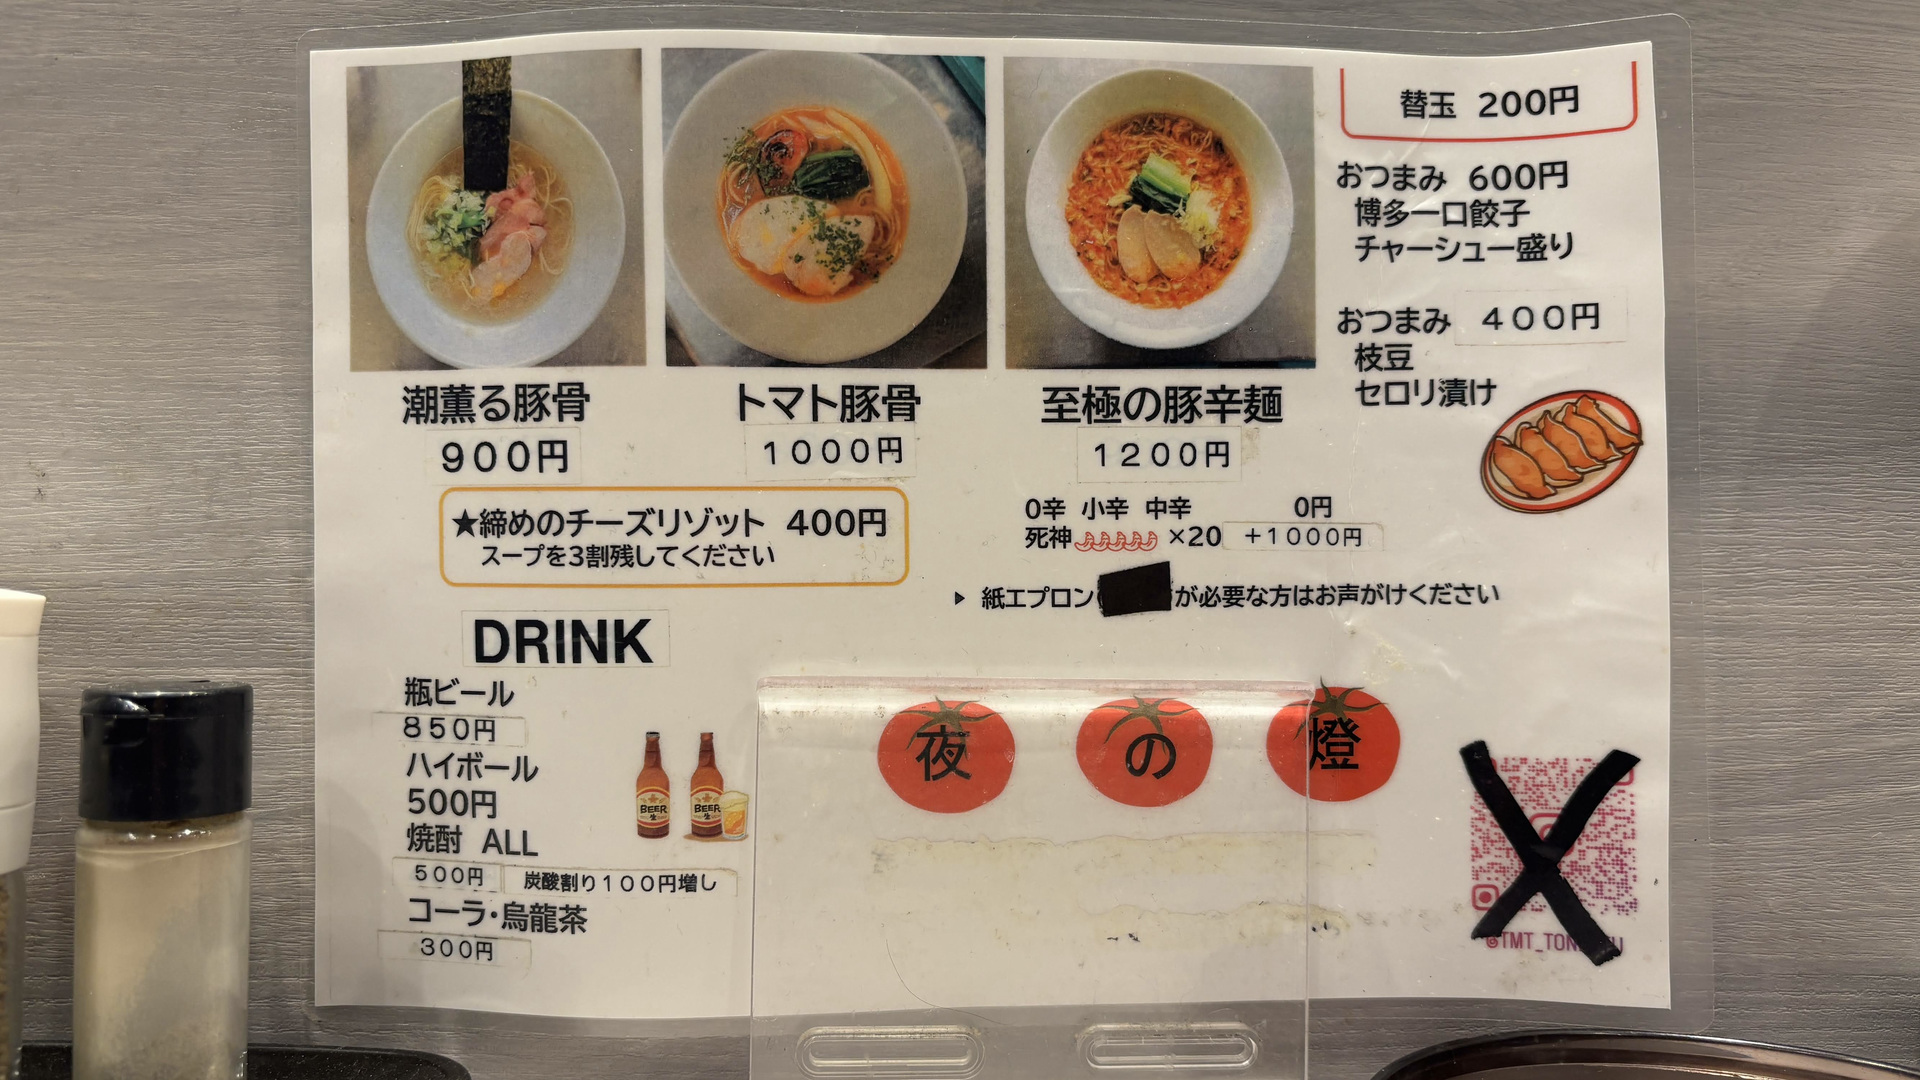 潮薫る豚骨
900円
トマト豚骨
1000円
至極の豚辛麺
1200円
替玉 200円
おつまみ 600円
博多一口餃子
チャーシュー盛り
おつまみ 400円
枝豆
セロリ漬け
★締めのチーズリゾット 400円
スープを3割残してください
0辛 小辛 中辛 0円
死神 ×20 +1000円
▶ 紙エプロン が必要な方はお声がけください
DRINK
瓶ビール
850円
ハイボール
500円
焼酎 ALL
500円 炭酸割り100円増し
コーラ・烏龍茶
300円
BEER
生
BEER
生
夜の燈